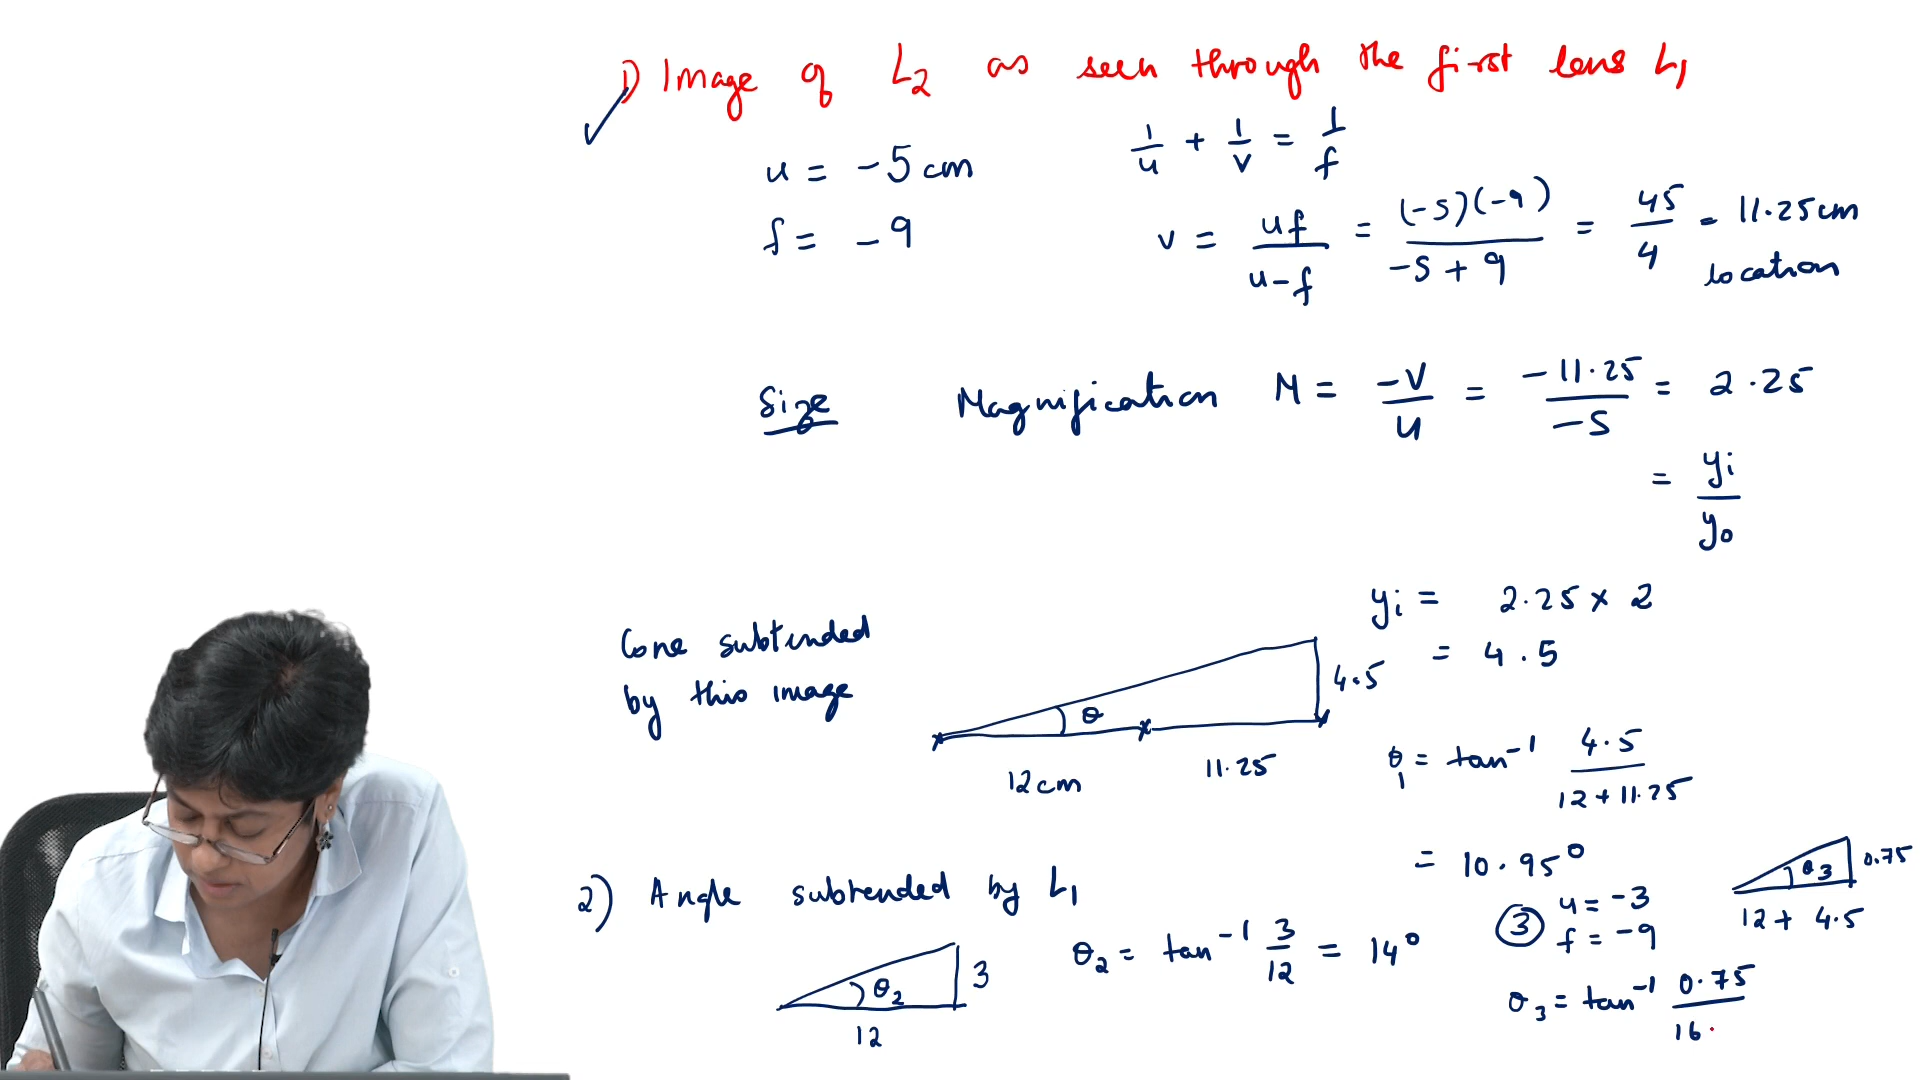 1) Image of L2 as seen through the first lens L1
u = -5 cm
1/u + 1/v = 1/f
f = -9
v = uf/u-f = (-5)(-9)/-5+9 = 45/4 = 11.25cm
location
Size Magnification M = -v/u = -11.25/-5 = 2.25
= yi/yo
yi = 2.25 x 2
= 4.5
Cone subtended
by this image
θ
4.5
12cm
11.25
θ1 = tan-1 4.5/12+11.25
= 10.95°
2) Angle subtended by L1
θ2
3
12
θ2 = tan-1 3/12 = 14°
3 u = -3
f = -9
θ3
0.75
12 + 4.5
θ3 = tan-1 0.75/16.